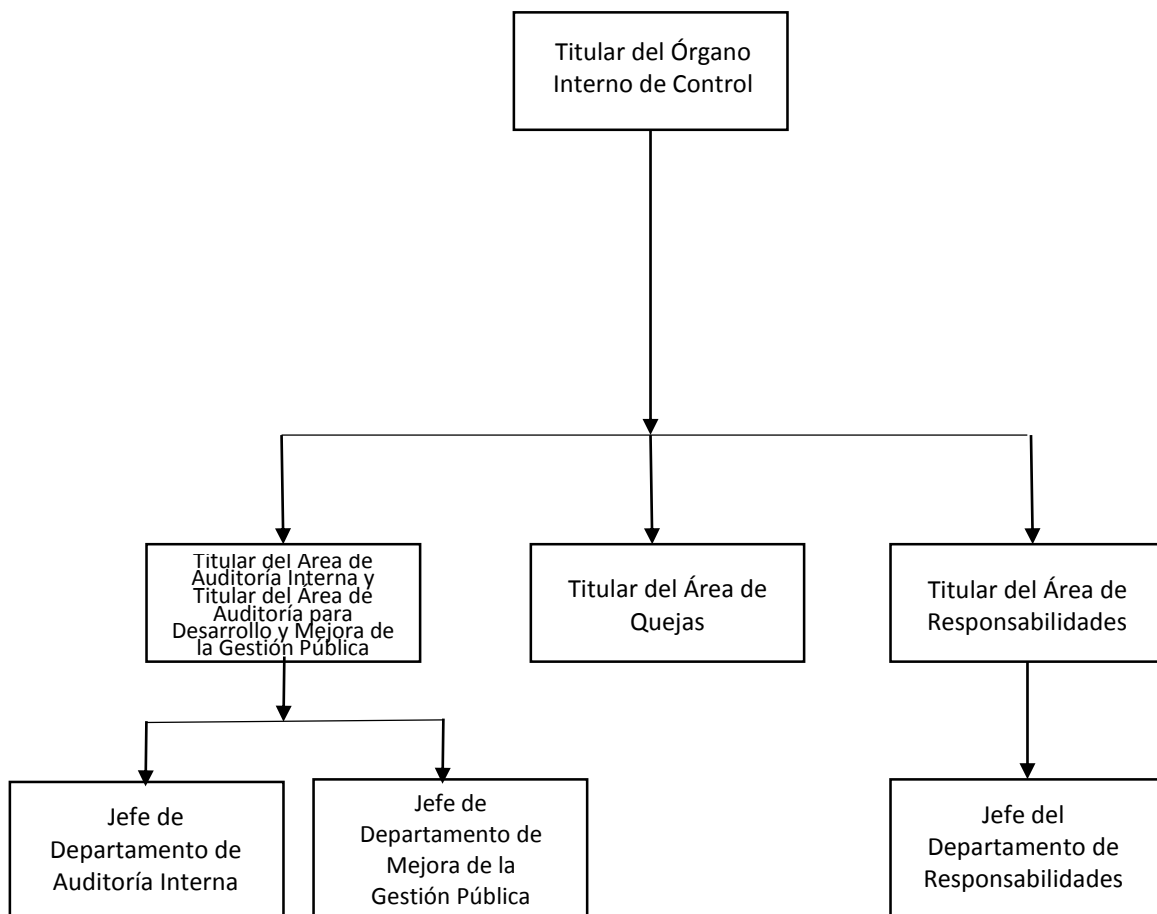 Titular del Órgano
Interno de Control
Titular del Área de
Auditoría Interna y
Titular del Área de
Auditoría para
Desarrollo y Mejora de
la Gestión Pública
Titular del Área de
Quejas
Titular del Área de
Responsabilidades
Jefe de
Departamento de
Auditoría Interna
Jefe de
Departamento de
Mejora de la
Gestión Pública
Jefe del
Departamento de
Responsabilidades